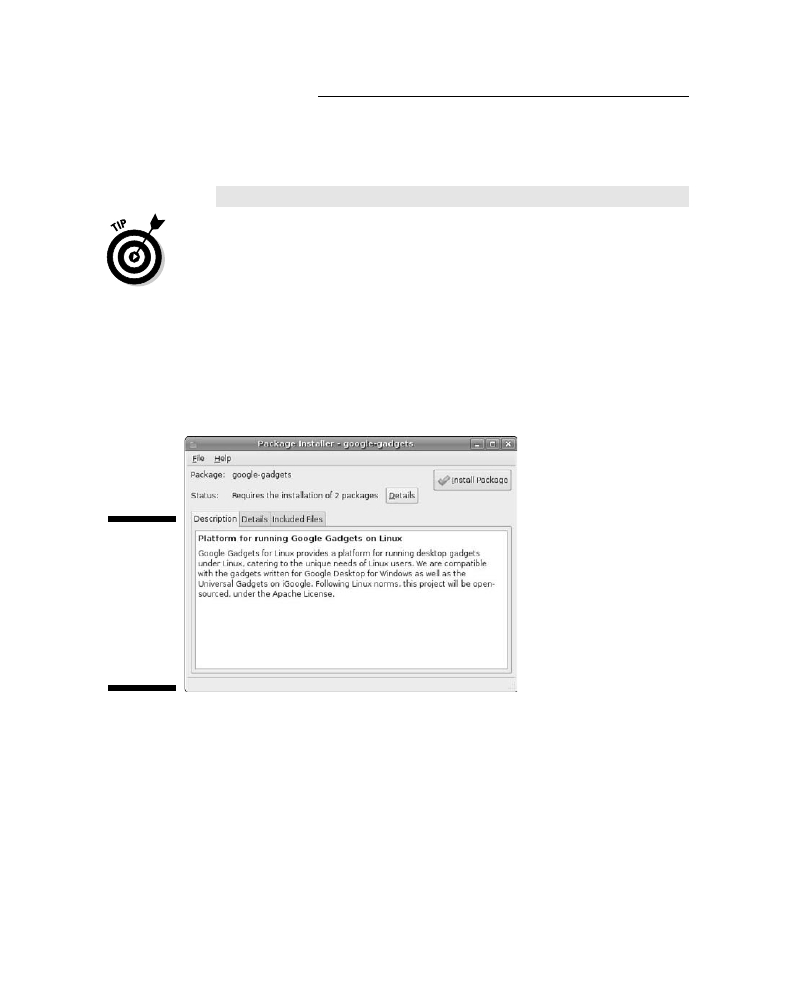 TIP
Package Installer - google-gadgets
File Help
Package: google-gadgets
Install Package
Status: Requires the installation of 2 packages Details
Description Details Included Files
Platform for running Google Gadgets on Linux
Google Gadgets for Linux provides a platform for running desktop gadgets
under Linux, catering to the unique needs of Linux users. We are compatible
with the gadgets written for Google Desktop for Windows as well as the
Universal Gadgets on iGoogle. Following Linux norms, this project will be open-
sourced, under the Apache License.